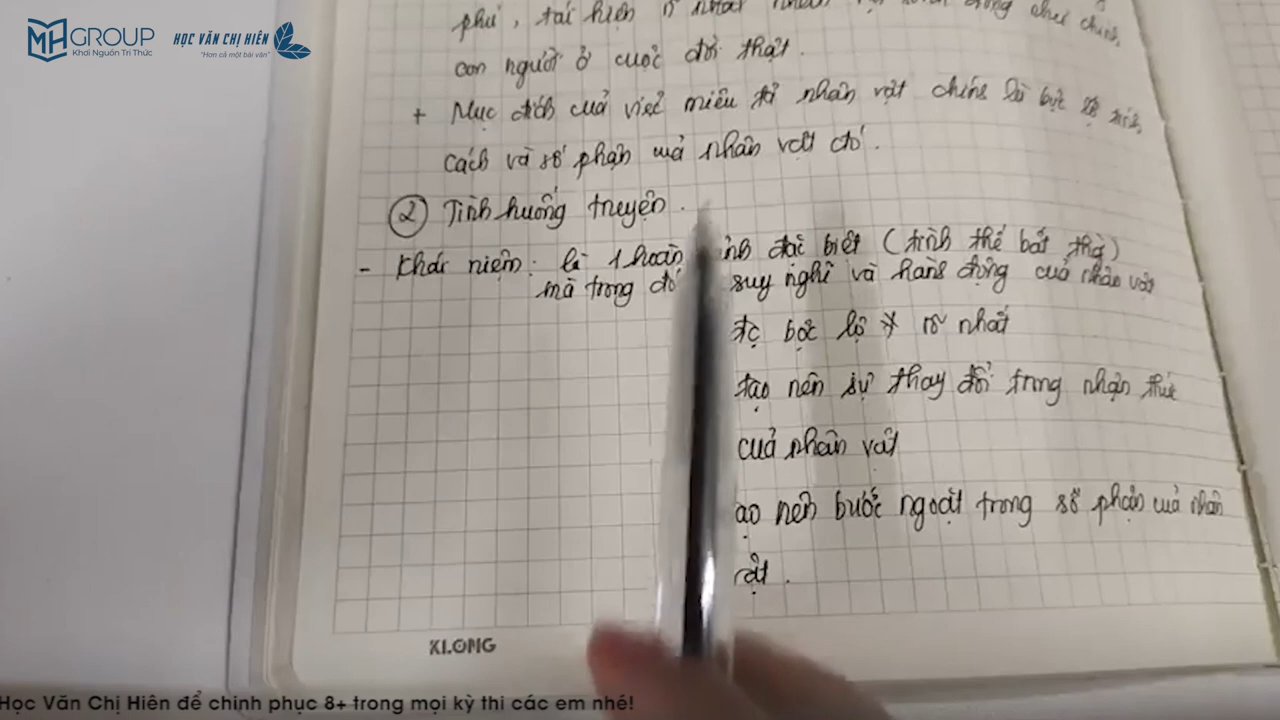 MH GROUP
Khơi Nguồn Tri Thức
HỌC VĂN CHỊ HIÊN
"Hơn cả một bài văn"
phú, tái hiện
con người ở cuộc đời thật.
+ Mục đích của việc miêu tả nhân vật chính là bộc lộ tính
cách và số phận của nhân vật đó.
② Tình huống truyện.
- Khái niệm: là 1 hoàn đặc biệt (tình thế bất thờ)
mà trong đó suy nghĩ và hành động của nhân vật
bộc lộ rõ nhất
tạo nên sự thay đổi trong nhận thức
của nhân vật
ạo nên bước ngoặt trong số phận của nhân
vật.
KLONG
Học Văn Chị Hiên để chinh phục 8+ trong mọi kỳ thi các em nhé!